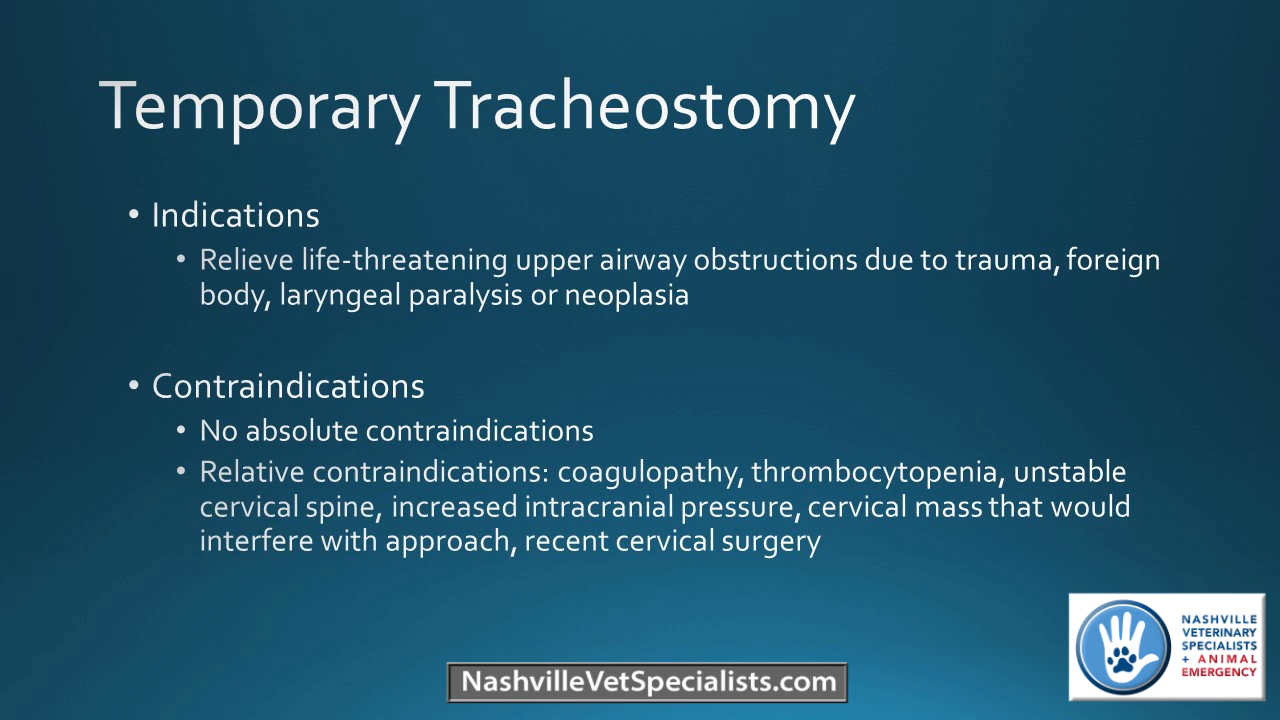 Temporary Tracheostomy
• Indications
• Relieve life-threatening upper airway obstructions due to trauma, foreign
body, laryngeal paralysis or neoplasia
• Contraindications
• No absolute contraindications
• Relative contraindications: coagulopathy, thrombocytopenia, unstable
cervical spine, increased intracranial pressure, cervical mass that would
interfere with approach, recent cervical surgery
NASHVILLE
VETERINARY
SPECIALISTS
+ ANIMAL
EMERGENCY
NashvilleVetSpecialists.com